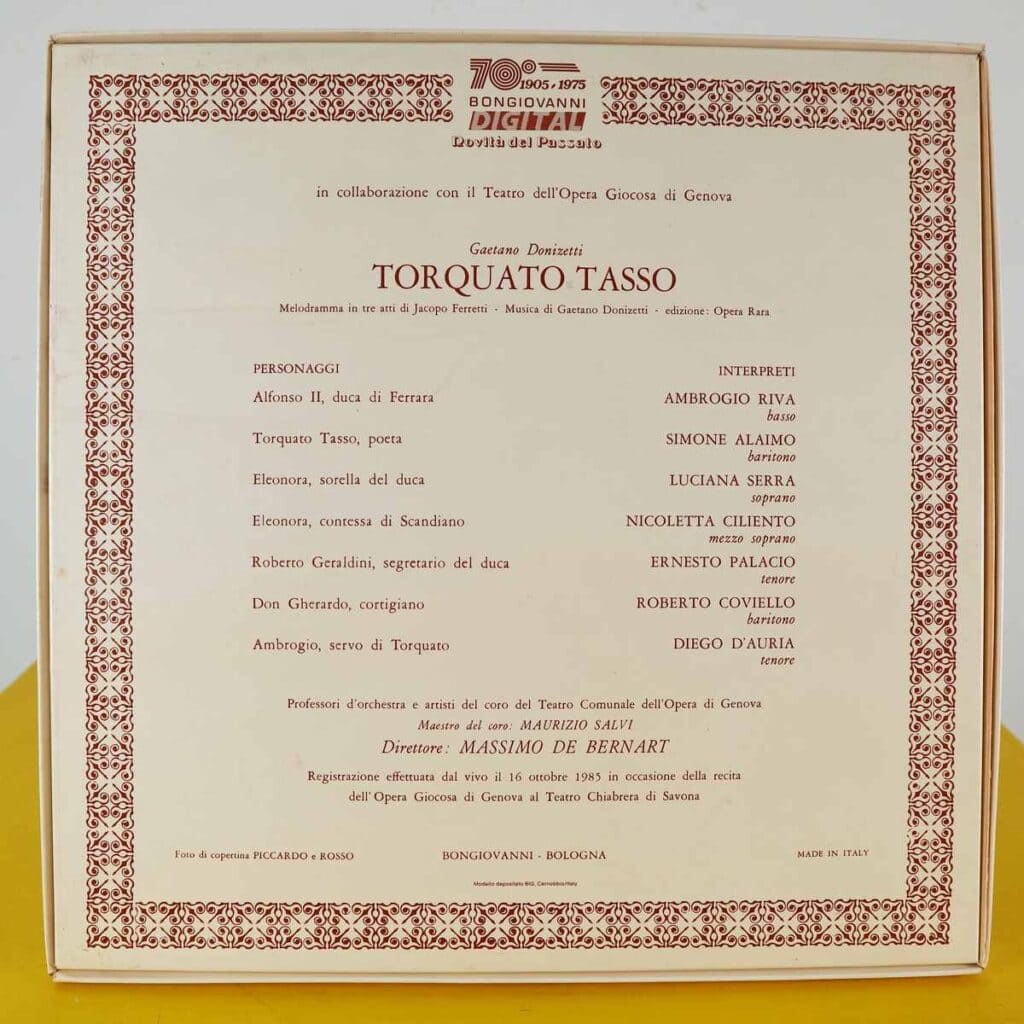 70°
1905 - 1975
BONGIOVANNI
DIGITAL
Novità del Passato
in collaborazione con il Teatro dell'Opera Giocosa di Genova
Gaetano Donizetti
TORQUATO TASSO
Melodramma in tre atti di Jacopo Ferretti - Musica di Gaetano Donizetti - edizione: Opera Rara
PERSONAGGI INTERPRETI
Alfonso II, duca di Ferrara AMBROGIO RIVA
basso
Torquato Tasso, poeta SIMONE ALAIMO
baritono
Eleonora, sorella del duca LUCIANA SERRA
soprano
Eleonora, contessa di Scandiano NICOLETTA CILIENTO
mezzo soprano
Roberto Geraldini, segretario del duca ERNESTO PALACIO
tenore
Don Gherardo, cortigiano ROBERTO COVIELLO
baritono
Ambrogio, servo di Torquato DIEGO D'AURIA
tenore
Professori d'orchestra e artisti del coro del Teatro Comunale dell'Opera di Genova
Maestro del coro: MAURIZIO SALVI
Direttore: MASSIMO DE BERNART
Registrazione effettuata dal vivo il 16 ottobre 1985 in occasione della recita
dell'Opera Giocosa di Genova al Teatro Chiabrera di Savona
Foto di copertina PICCARDO e ROSSO BONGIOVANNI - BOLOGNA MADE IN ITALY
Modello depositato BIG, Cernobbio/Italy